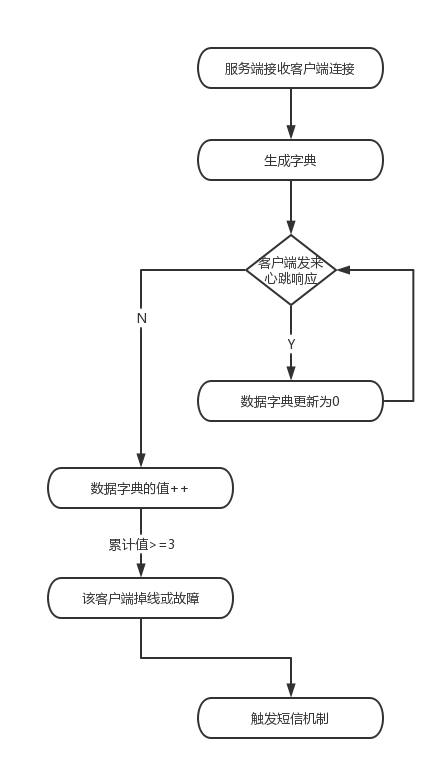 服务端接收客户端连接
生成字典
客户端发来
心跳响应
N
Y
数据字典更新为0
数据字典的值++
累计值>=3
该客户端掉线或故障
触发短信机制